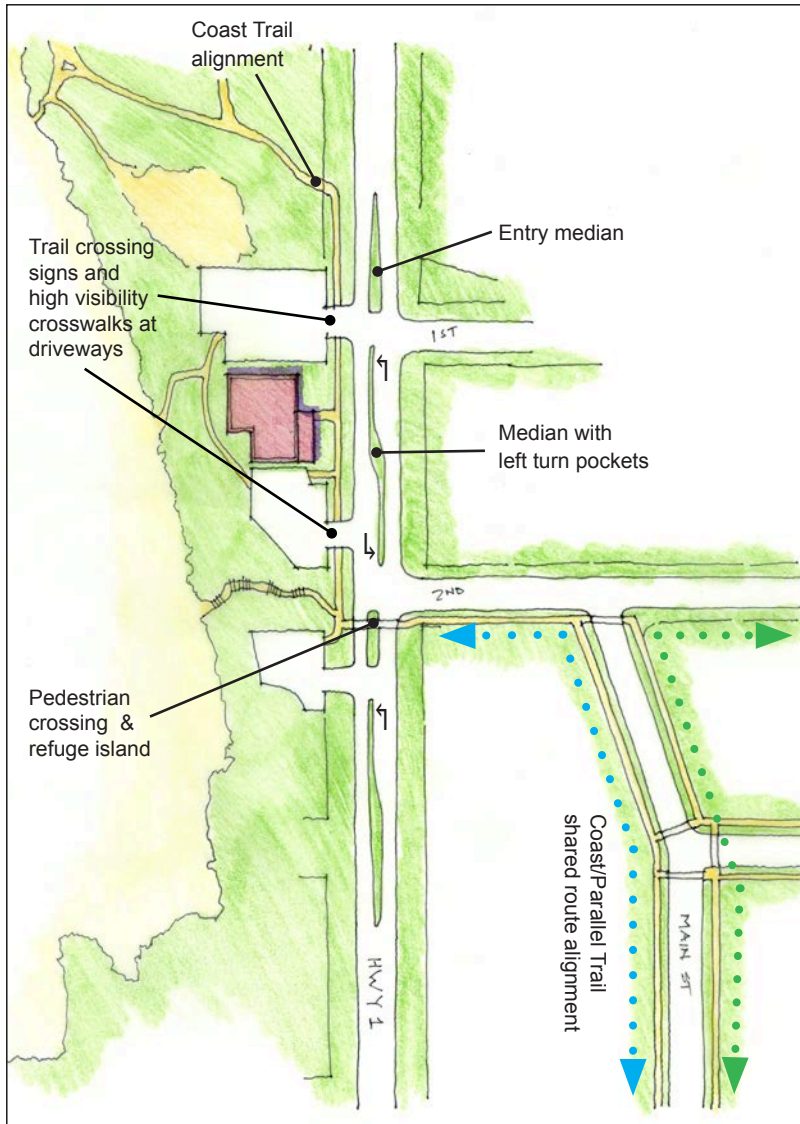 Coast Trail
alignment
Entry median
Trail crossing
signs and
high visibility
crosswalks at
driveways
1ST
Median with
left turn pockets
2ND
Pedestrian
crossing &
refuge island
Coast/Parallel Trail
shared route alignment
MAIN ST
HWY 1